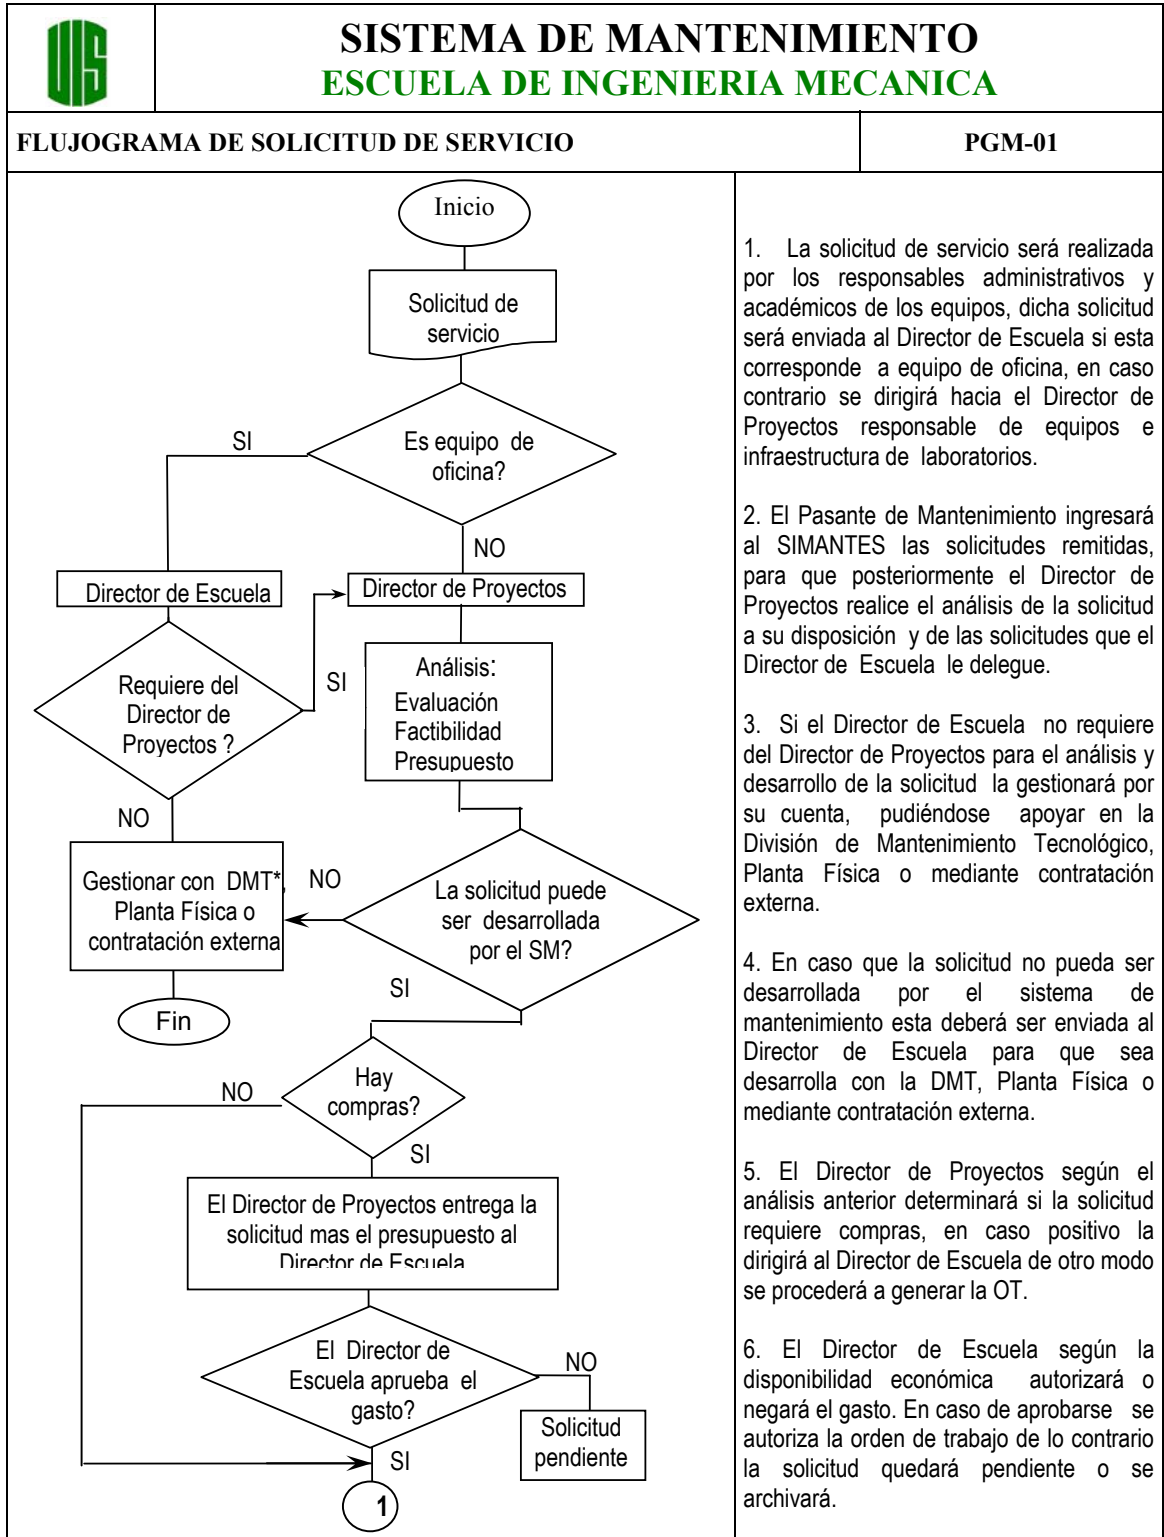 UIS
SISTEMA DE MANTENIMIENTO
ESCUELA DE INGENIERIA MECANICA
FLUJOGRAMA DE SOLICITUD DE SERVICIO
PGM-01
Inicio
Solicitud de
servicio
Es equipo de
oficina?
SI
NO
Director de Escuela
Director de Proyectos
Requiere del
Director de
Proyectos ?
SI
Análisis:
Evaluación
Factibilidad
Presupuesto
NO
Gestionar con DMT*,
Planta Física o
contratación externa
NO
La solicitud puede
ser desarrollada
por el SM?
SI
Fin
Hay
compras?
NO
SI
El Director de Proyectos entrega la
solicitud mas el presupuesto al
Director de Escuela
El Director de
Escuela aprueba el
gasto?
NO
Solicitud
pendiente
SI
1
1. La solicitud de servicio será realizada
por los responsables administrativos y
académicos de los equipos, dicha solicitud
será enviada al Director de Escuela si esta
corresponde a equipo de oficina, en caso
contrario se dirigirá hacia el Director de
Proyectos responsable de equipos e
infraestructura de laboratorios.
2. El Pasante de Mantenimiento ingresará
al SIMANTES las solicitudes remitidas,
para que posteriormente el Director de
Proyectos realice el análisis de la solicitud
a su disposición y de las solicitudes que el
Director de Escuela le delegue.
3. Si el Director de Escuela no requiere
del Director de Proyectos para el análisis y
desarrollo de la solicitud la gestionará por
su cuenta, pudiéndose apoyar en la
División de Mantenimiento Tecnológico,
Planta Física o mediante contratación
externa.
4. En caso que la solicitud no pueda ser
desarrollada por el sistema de
mantenimiento esta deberá ser enviada al
Director de Escuela para que sea
desarrolla con la DMT, Planta Física o
mediante contratación externa.
5. El Director de Proyectos según el
análisis anterior determinará si la solicitud
requiere compras, en caso positivo la
dirigirá al Director de Escuela de otro modo
se procederá a generar la OT.
6. El Director de Escuela según la
disponibilidad económica autorizará o
negará el gasto. En caso de aprobarse se
autoriza la orden de trabajo de lo contrario
la solicitud quedará pendiente o se
archivará.